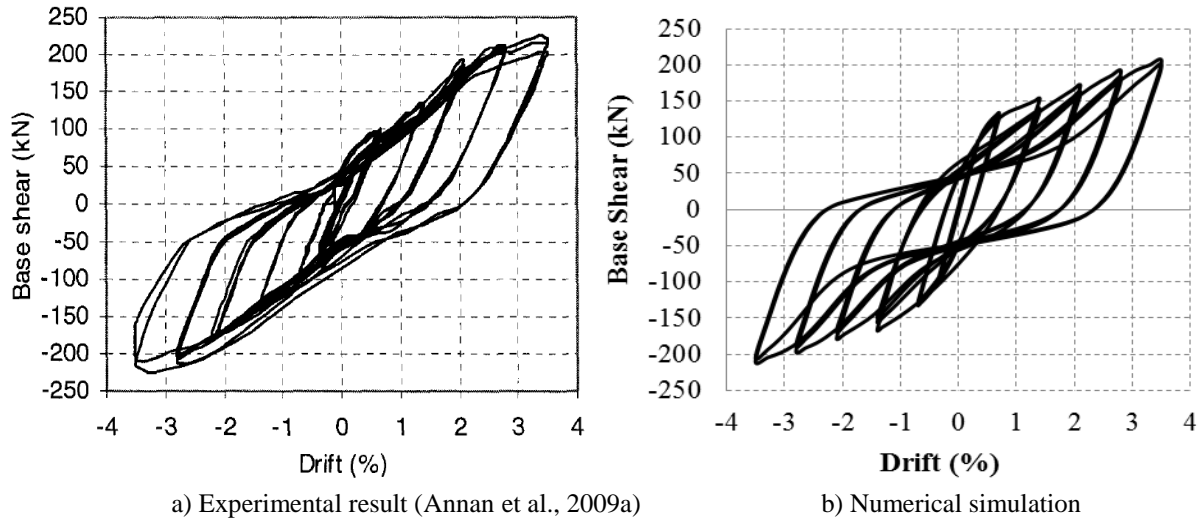 250
200
150
100
50
0
-50
-100
-150
-200
-250
Base shear (kN)
-4 -3 -2 -1 0 1 2 3 4
Drift (%)
a) Experimental result (Annan et al., 2009a)
250
200
150
100
50
0
-50
-100
-150
-200
-250
Base Shear (kN)
-4 -3 -2 -1 0 1 2 3 4
Drift (%)
b) Numerical simulation